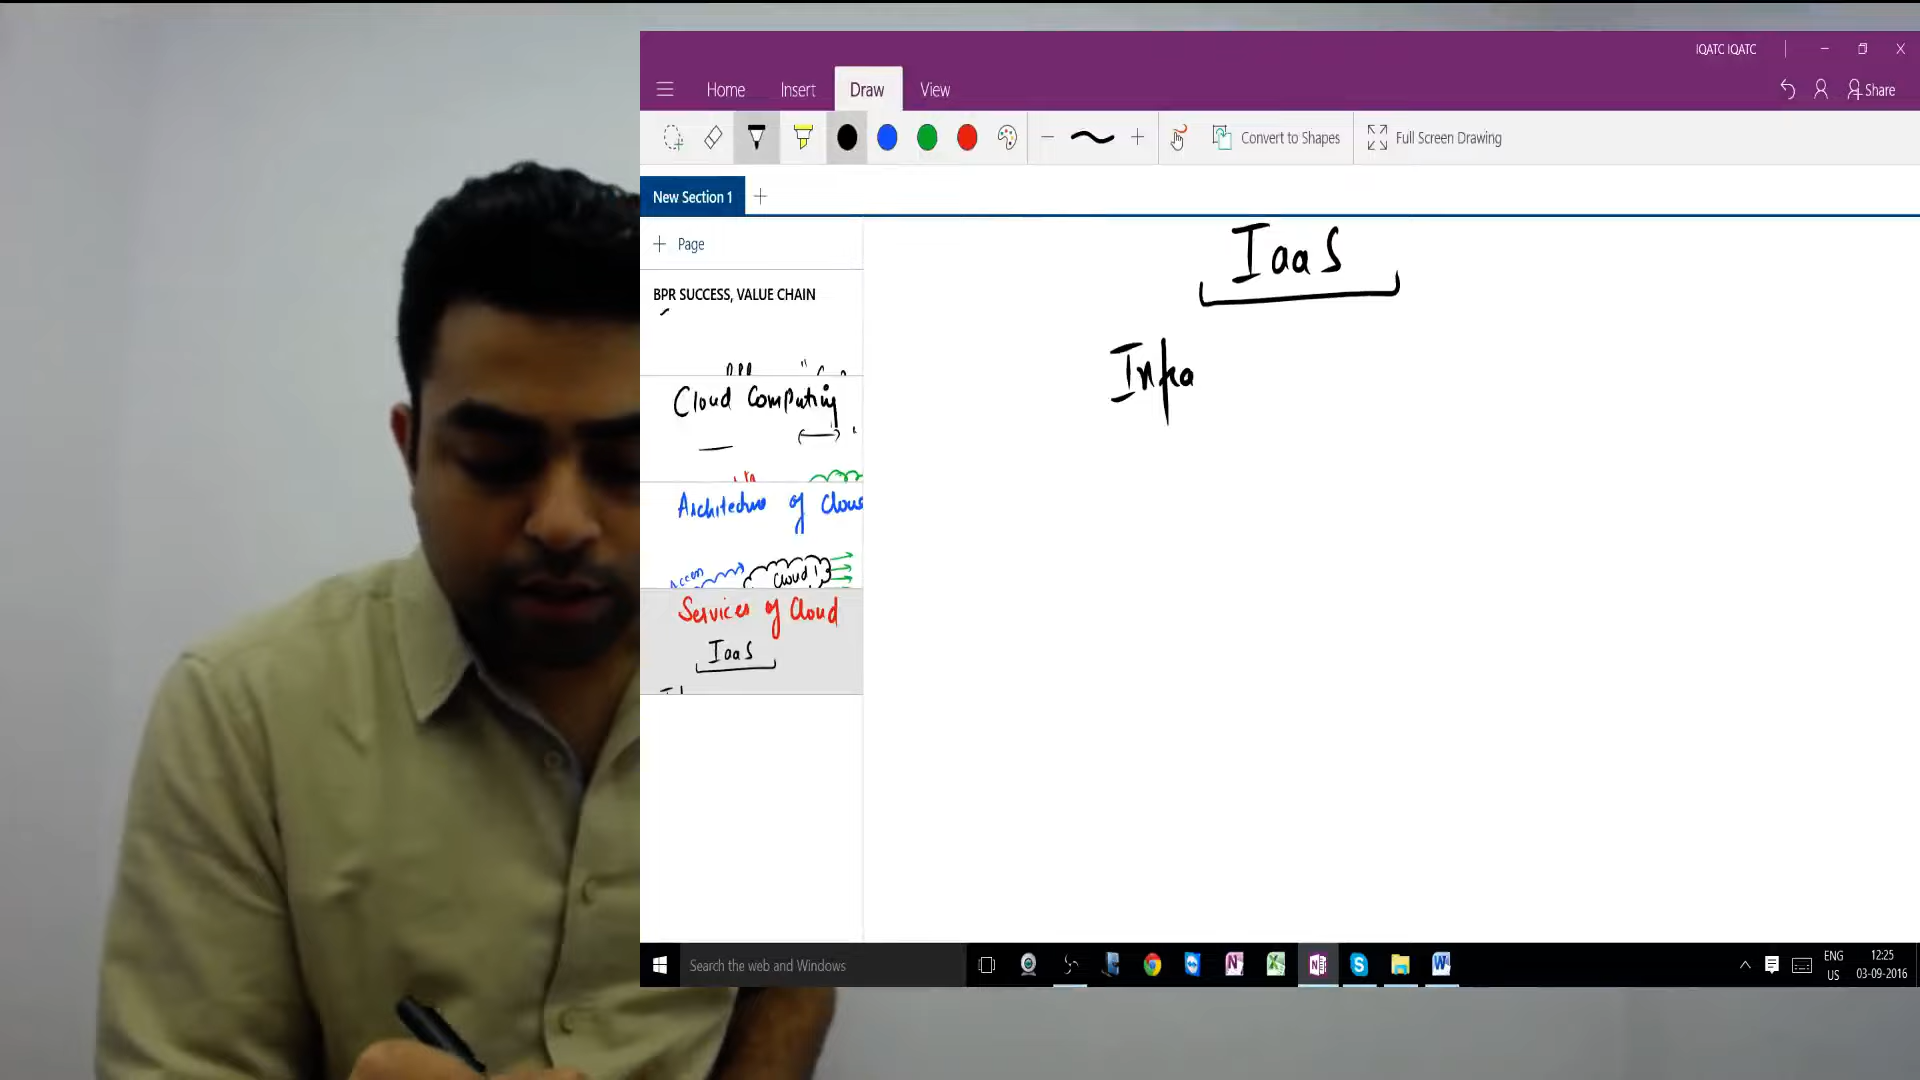 IQATC IQATC
Home Insert Draw View
Share
Convert to Shapes Full Screen Drawing
New Section 1
Page
BPR SUCCESS, VALUE CHAIN
Cloud Computing
Architecture of Cloud
Access
Cloud 1
Services of Cloud
IaaS
IaaS
Infra
Search the web and Windows
ENG
US
12:25
03-09-2016